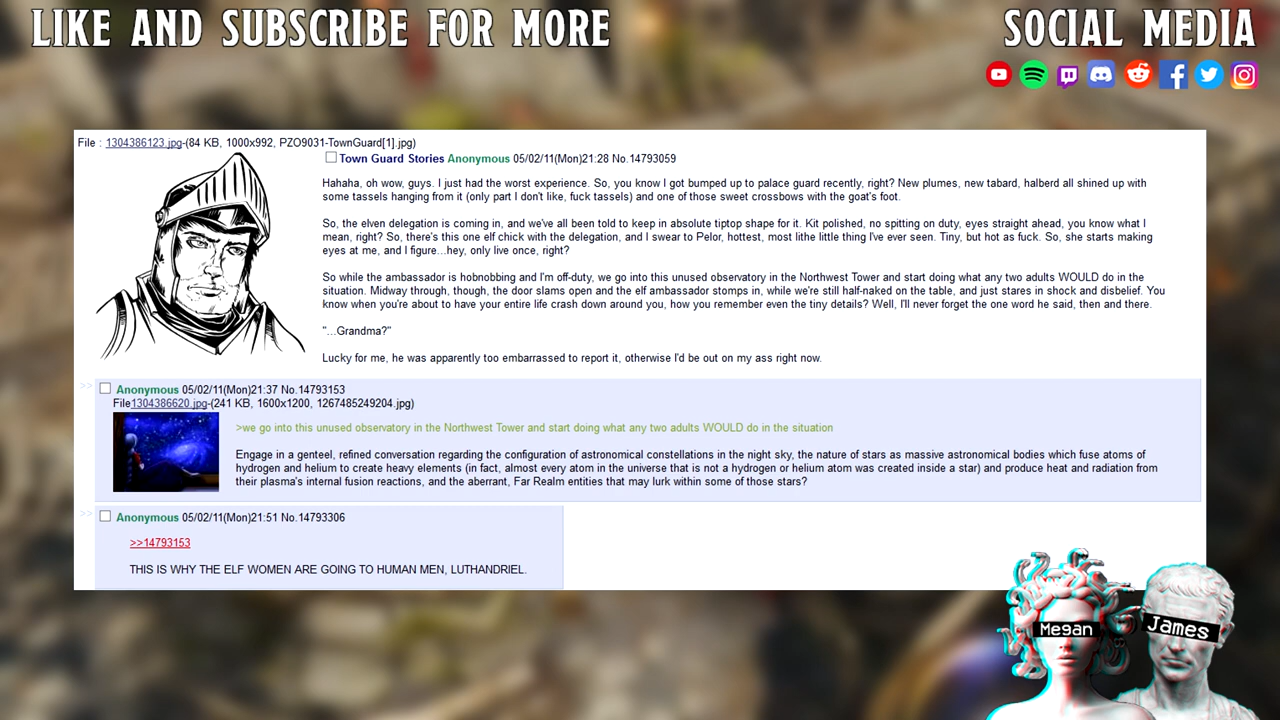 LIKE AND SUBSCRIBE FOR MORE
SOCIAL MEDIA
File : 1304386123.jpg-(84 KB, 1000x992, PZO9031-TownGuard[1].jpg)
Town Guard Stories Anonymous 05/02/11(Mon)21:28 No.14793059
Hahaha, oh wow, guys. I just had the worst experience. So, you know I got bumped up to palace guard recently, right? New plumes, new tabard, halberd all shined up with
some tassels hanging from it (only part I don't like, fuck tassels) and one of those sweet crossbows with the goat's foot.
So, the elven delegation is coming in, and we've all been told to keep in absolute tiptop shape for it. Kit polished, no spitting on duty, eyes straight ahead, you know what I
mean, right? So, there's this one elf chick with the delegation, and I swear to Pelor, hottest, most lithe little thing I've ever seen. Tiny, but hot as fuck. So, she starts making
eyes at me, and I figure...hey, only live once, right?
So while the ambassador is hobnobbing and I'm off-duty, we go into this unused observatory in the Northwest Tower and start doing what any two adults WOULD do in the
situation. Midway through, though, the door slams open and the elf ambassador stomps in, while we're still half-naked on the table, and just stares in shock and disbelief. You
know when you're about to have your entire life crash down around you, how you remember even the tiny details? Well, I'll never forget the one word he said, then and there.
"...Grandma?"
Lucky for me, he was apparently too embarrassed to report it, otherwise I'd be out on my ass right now.
>> Anonymous 05/02/11(Mon)21:37 No.14793153
File1304386620.jpg-(241 KB, 1600x1200, 1267485249204.jpg)
>we go into this unused observatory in the Northwest Tower and start doing what any two adults WOULD do in the situation
Engage in a genteel, refined conversation regarding the configuration of astronomical constellations in the night sky, the nature of stars as massive astronomical bodies which fuse atoms of
hydrogen and helium to create heavy elements (in fact, almost every atom in the universe that is not a hydrogen or helium atom was created inside a star) and produce heat and radiation from
their plasma's internal fusion reactions, and the aberrant, Far Realm entities that may lurk within some of those stars?
>> Anonymous 05/02/11(Mon)21:51 No.14793306
>>14793153
THIS IS WHY THE ELF WOMEN ARE GOING TO HUMAN MEN, LUTHANDRIEL.
Megan
James